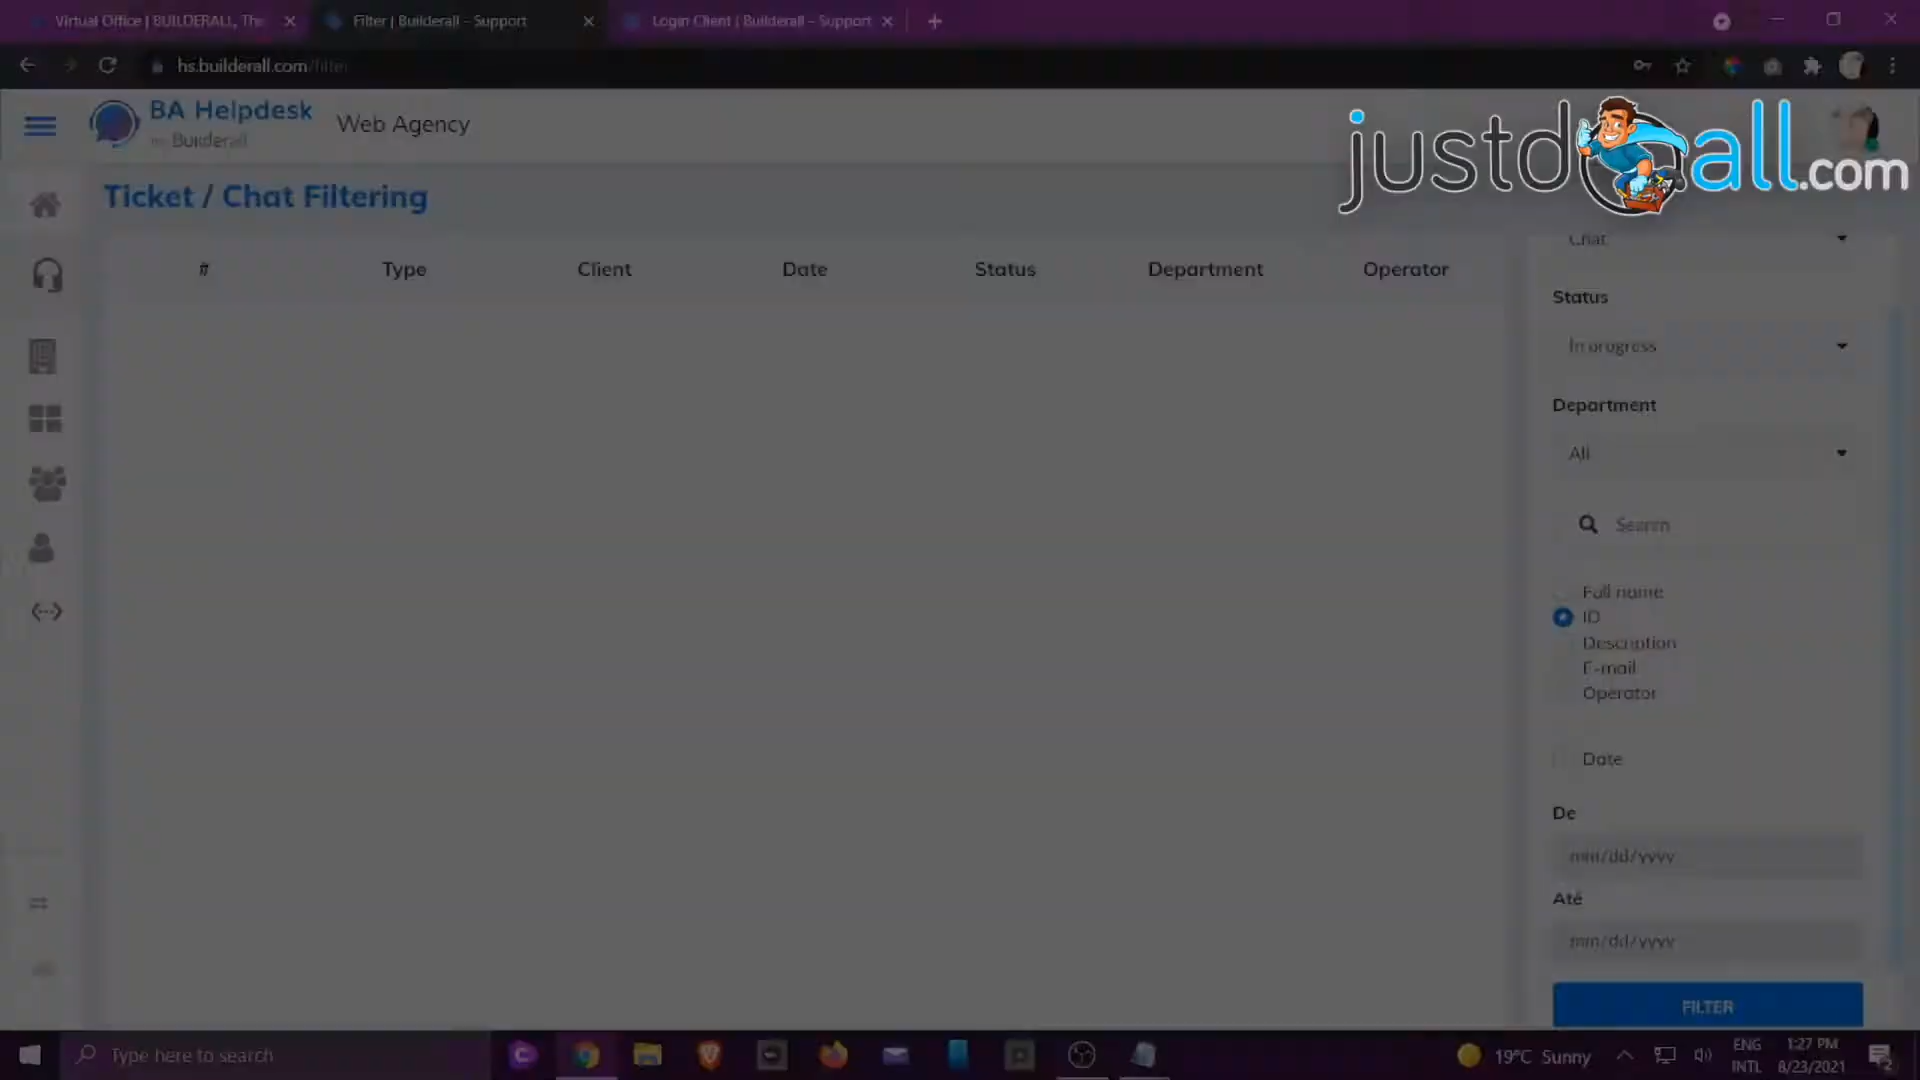 Virtual Office | BUILDERALL, The
Filter | Builderall – Support
Login Client | Builderall – Support
hs.builderall.com/filter
BA Helpdesk
by Builderall
Web Agency
justdoall.com
Ticket / Chat Filtering
#
Type
Client
Date
Status
Department
Operator
Chat
Status
In progress
Department
All
Search
Full name
ID
Description
E-mail
Operator
Date
De
mm/dd/yyyy
Até
mm/dd/yyyy
FILTER
Type here to search
19°C Sunny
ENG
INTL
1:27 PM
8/23/2021
2